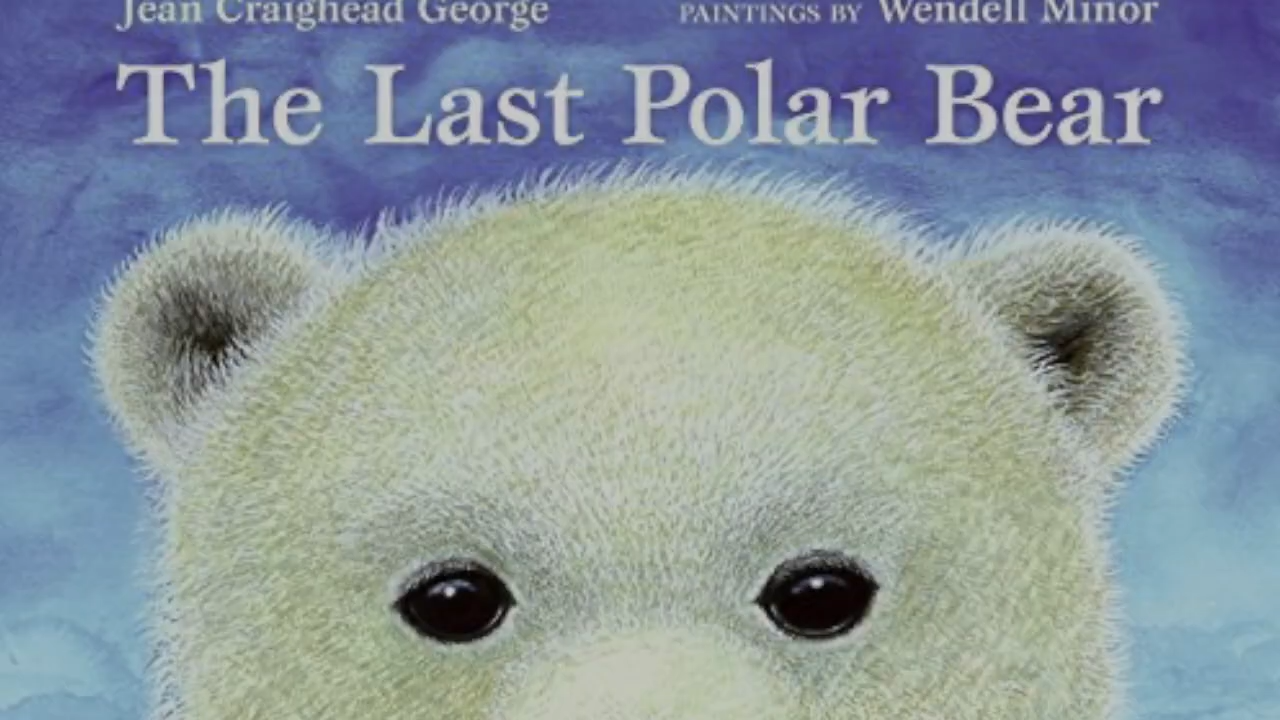 Jean Craighead George
PAINTINGS BY Wendell Minor
The Last Polar Bear